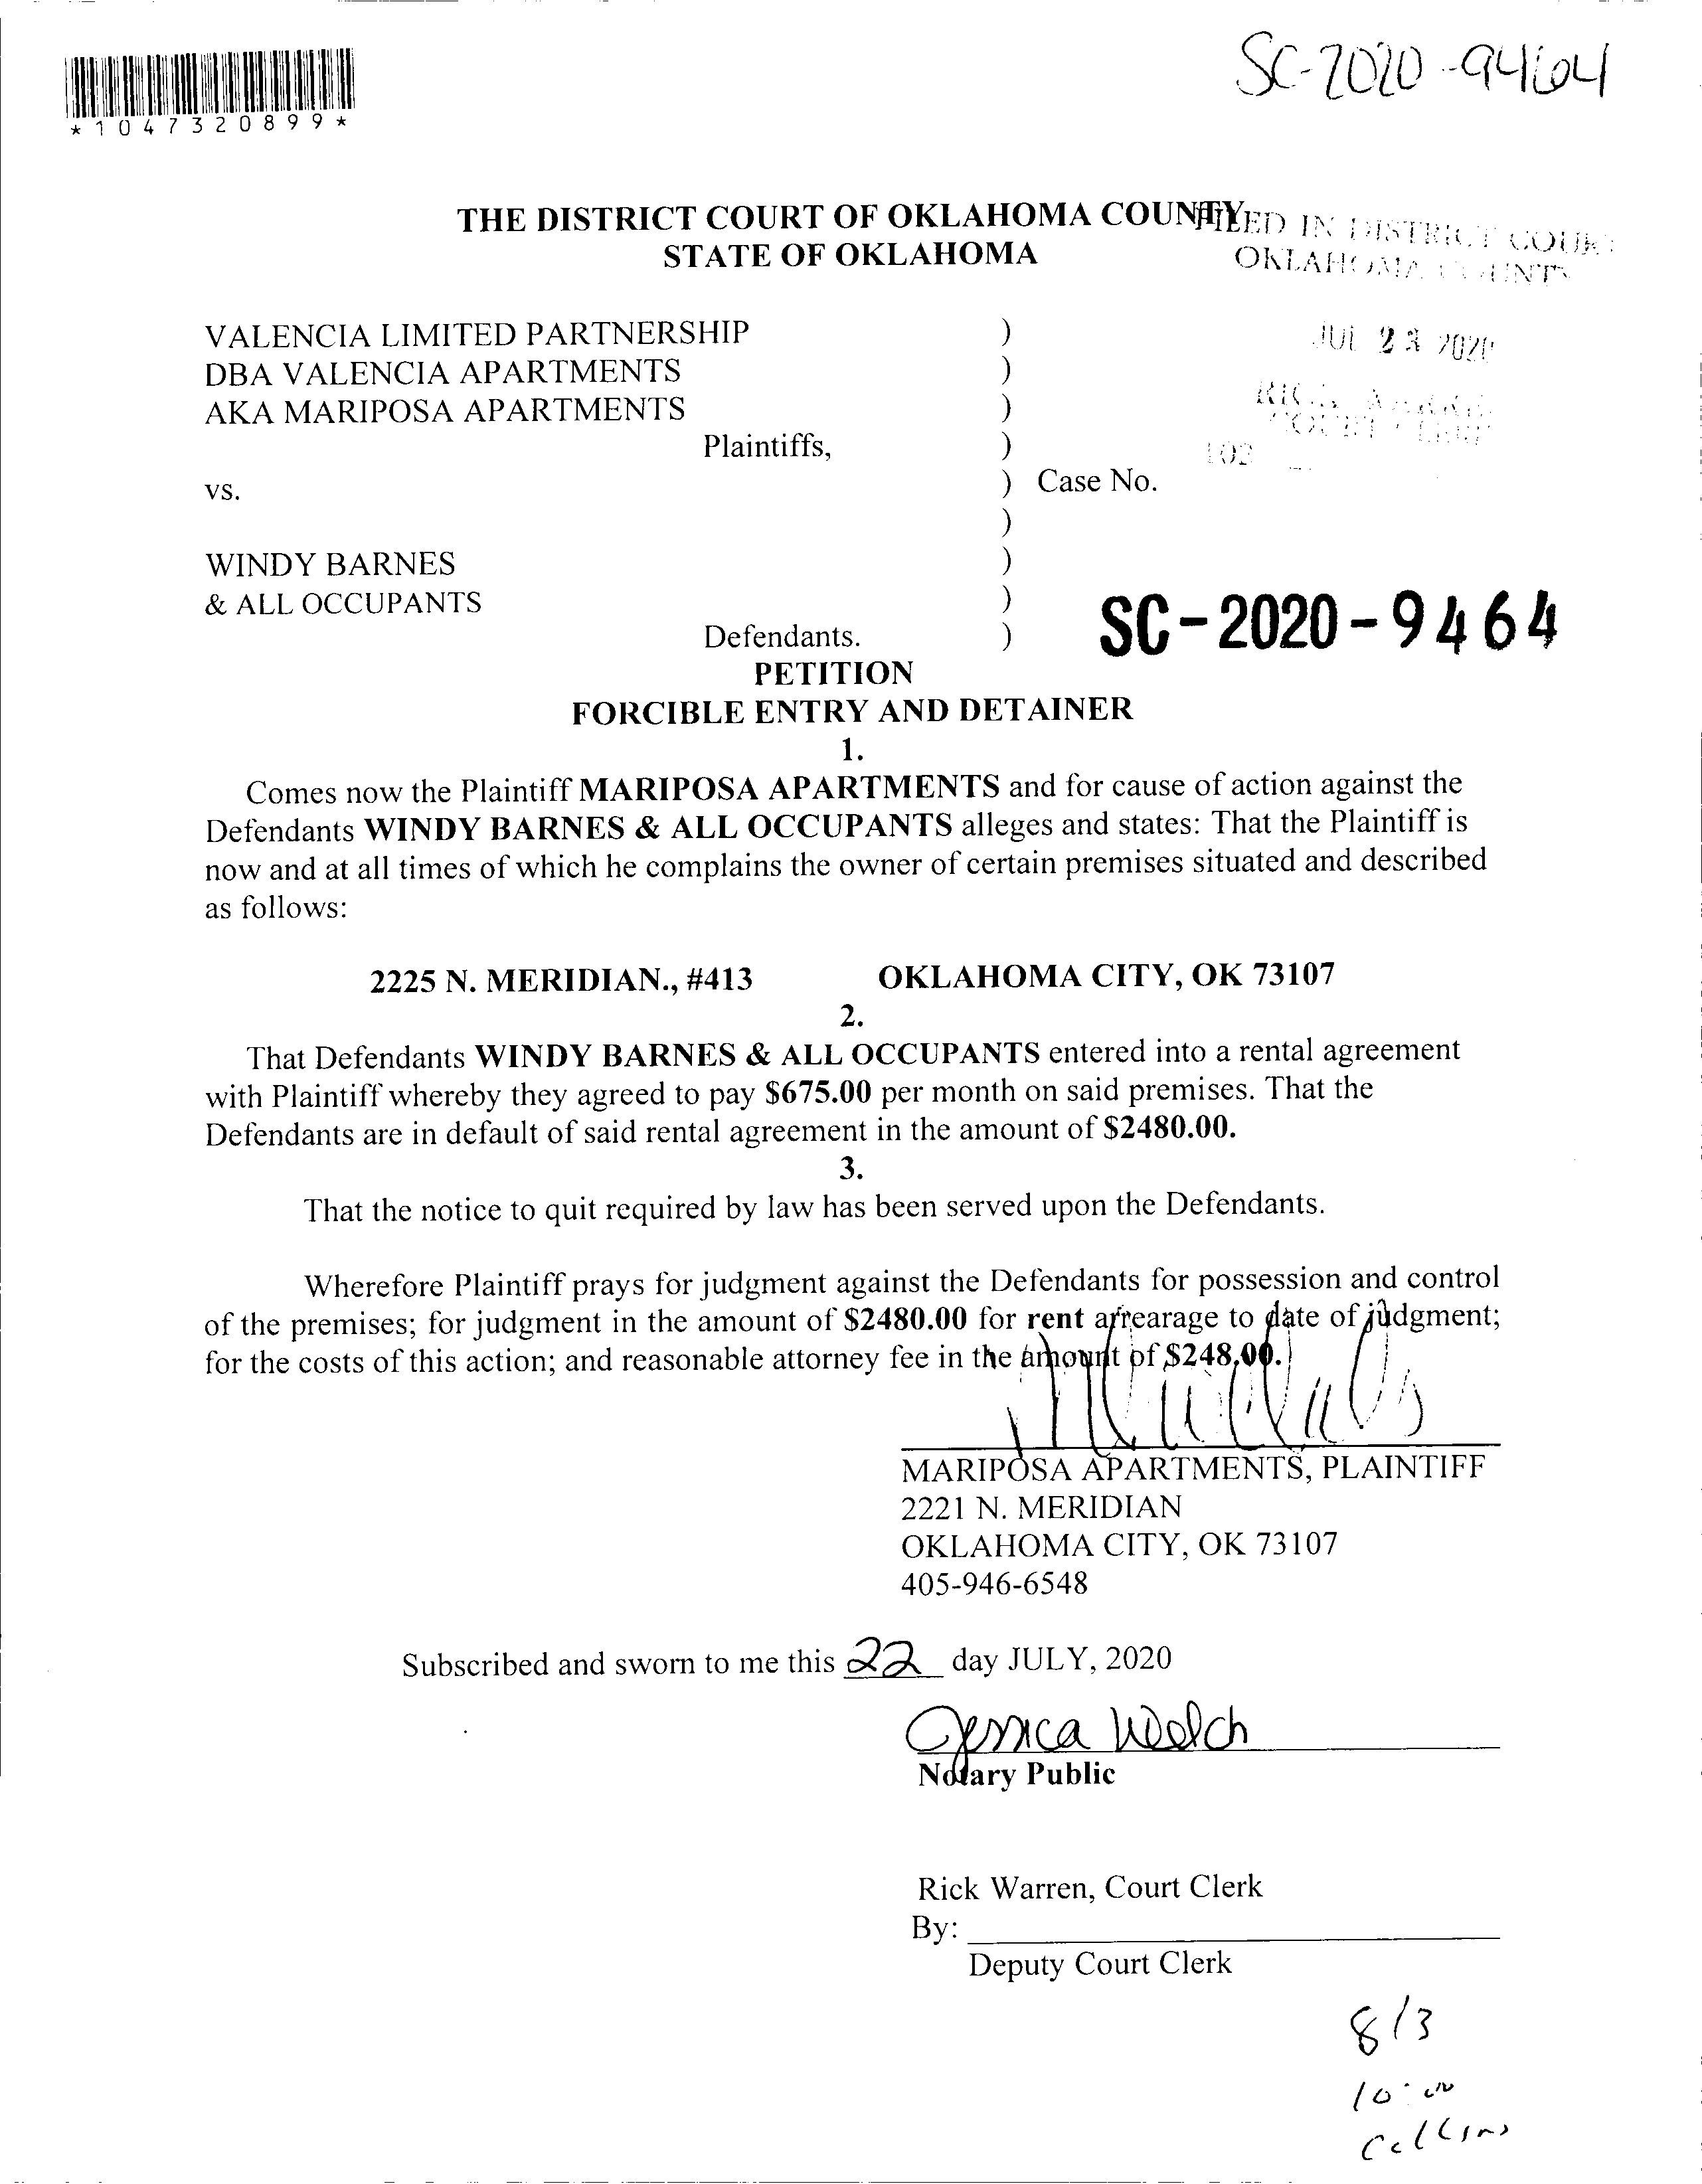 SC-2020-9464
*1047320899*
THE DISTRICT COURT OF OKLAHOMA COUNTY
STATE OF OKLAHOMA
FILED IN DISTRICT COURT
OKLAHOMA COUNTY
VALENCIA LIMITED PARTNERSHIP )
DBA VALENCIA APARTMENTS )
AKA MARIPOSA APARTMENTS )
JUL 23 2020
Plaintiffs, )
COURT CLERK
102
vs. ) Case No.
)
WINDY BARNES )
& ALL OCCUPANTS )
SC-2020-9464
Defendants. )
PETITION
FORCIBLE ENTRY AND DETAINER
1.
Comes now the Plaintiff MARIPOSA APARTMENTS and for cause of action against the
Defendants WINDY BARNES & ALL OCCUPANTS alleges and states: That the Plaintiff is
now and at all times of which he complains the owner of certain premises situated and described
as follows:
2225 N. MERIDIAN., #413 OKLAHOMA CITY, OK 73107
2.
That Defendants WINDY BARNES & ALL OCCUPANTS entered into a rental agreement
with Plaintiff whereby they agreed to pay $675.00 per month on said premises. That the
Defendants are in default of said rental agreement in the amount of $2480.00.
3.
That the notice to quit required by law has been served upon the Defendants.
Wherefore Plaintiff prays for judgment against the Defendants for possession and control
of the premises; for judgment in the amount of $2480.00 for rent arrearage to date of judgment;
for the costs of this action; and reasonable attorney fee in the amount of $248.00.
MARIPOSA APARTMENTS, PLAINTIFF
2221 N. MERIDIAN
OKLAHOMA CITY, OK 73107
405-946-6548
Subscribed and sworn to me this 22 day JULY, 2020
Jessica Welch
Notary Public
Rick Warren, Court Clerk
By:
Deputy Court Clerk
8/3
10:00
Collins